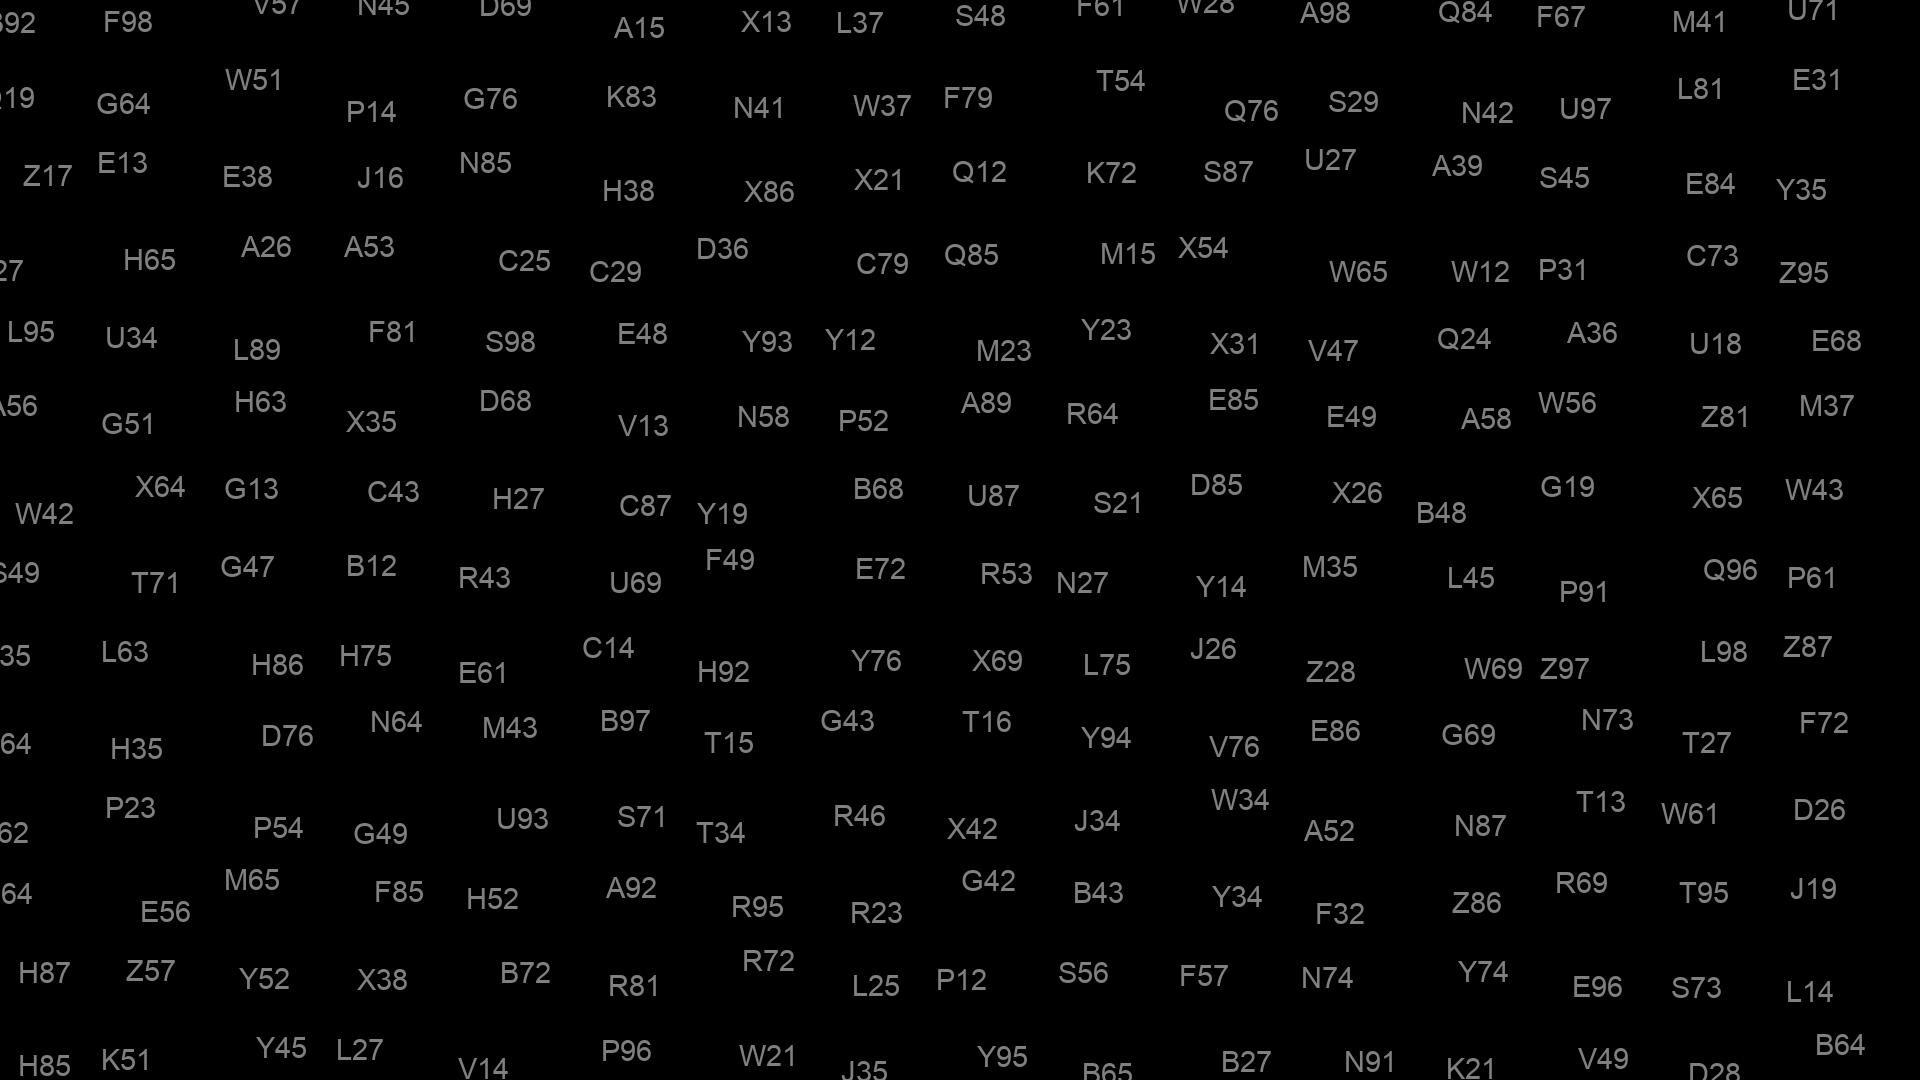 F98 V57 N45 D69 A15 X13 L37 S48 F61 W28 A98 Q84 F67 M41 U71
G64 W51 P14 G76 K83 N41 W37 F79 T54 Q76 S29 N42 U97 L81 E31
Z17 E13 E38 J16 N85 H38 X86 X21 Q12 K72 S87 U27 A39 S45 E84 Y35
H65 A26 A53 C25 C29 D36 C79 Q85 M15 X54 W65 W12 P31 C73 Z95
L95 U34 L89 F81 S98 E48 Y93 Y12 M23 Y23 X31 V47 Q24 A36 U18 E68
G51 H63 X35 D68 V13 N58 P52 A89 R64 E85 E49 A58 W56 Z81 M37
W42 X64 G13 C43 H27 C87 Y19 B68 U87 S21 D85 X26 B48 G19 X65 W43
S49 T71 G47 B12 R43 U69 F49 E72 R53 N27 Y14 M35 L45 P91 Q96 P61
35 L63 H86 H75 E61 C14 H92 Y76 X69 L75 J26 Z28 W69 Z97 L98 Z87
64 H35 D76 N64 M43 B97 T15 G43 T16 Y94 V76 E86 G69 N73 T27 F72
62 P23 P54 G49 U93 S71 T34 R46 X42 J34 W34 A52 N87 T13 W61 D26
64 E56 M65 F85 H52 A92 R95 R23 G42 B43 Y34 F32 Z86 R69 T95 J19
H87 Z57 Y52 X38 B72 R81 R72 L25 P12 S56 F57 N74 Y74 E96 S73 L14
H85 K51 Y45 L27 V14 P96 W21 J35 Y95 B65 B27 N91 K21 V49 D28 B64